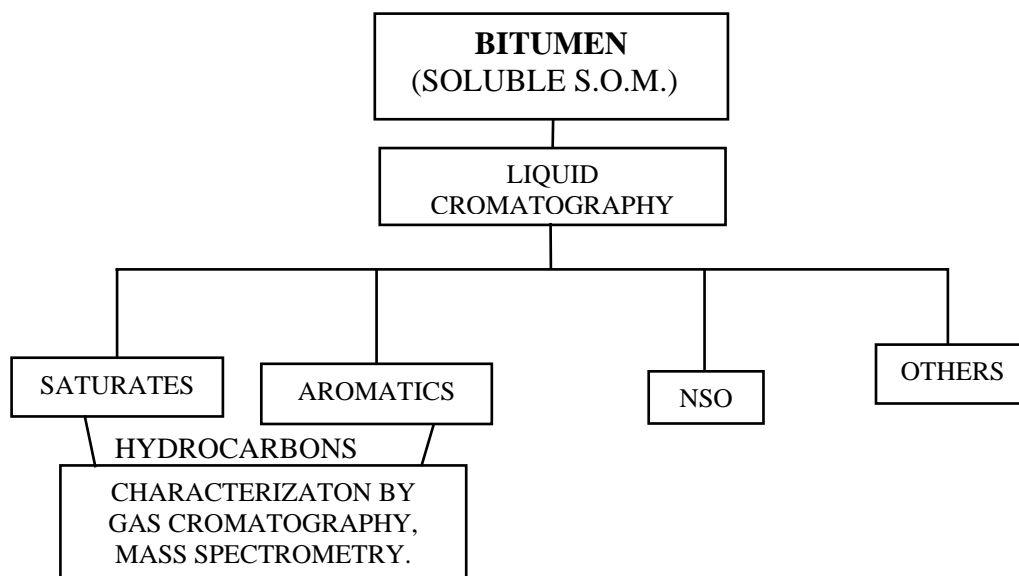 BITUMEN
(SOLUBLE S.O.M.)
LIQUID
CROMATOGRAPHY
SATURATES
AROMATICS
NSO
OTHERS
HYDROCARBONS
CHARACTERIZATON BY
GAS CROMATOGRAPHY,
MASS SPECTROMETRY.